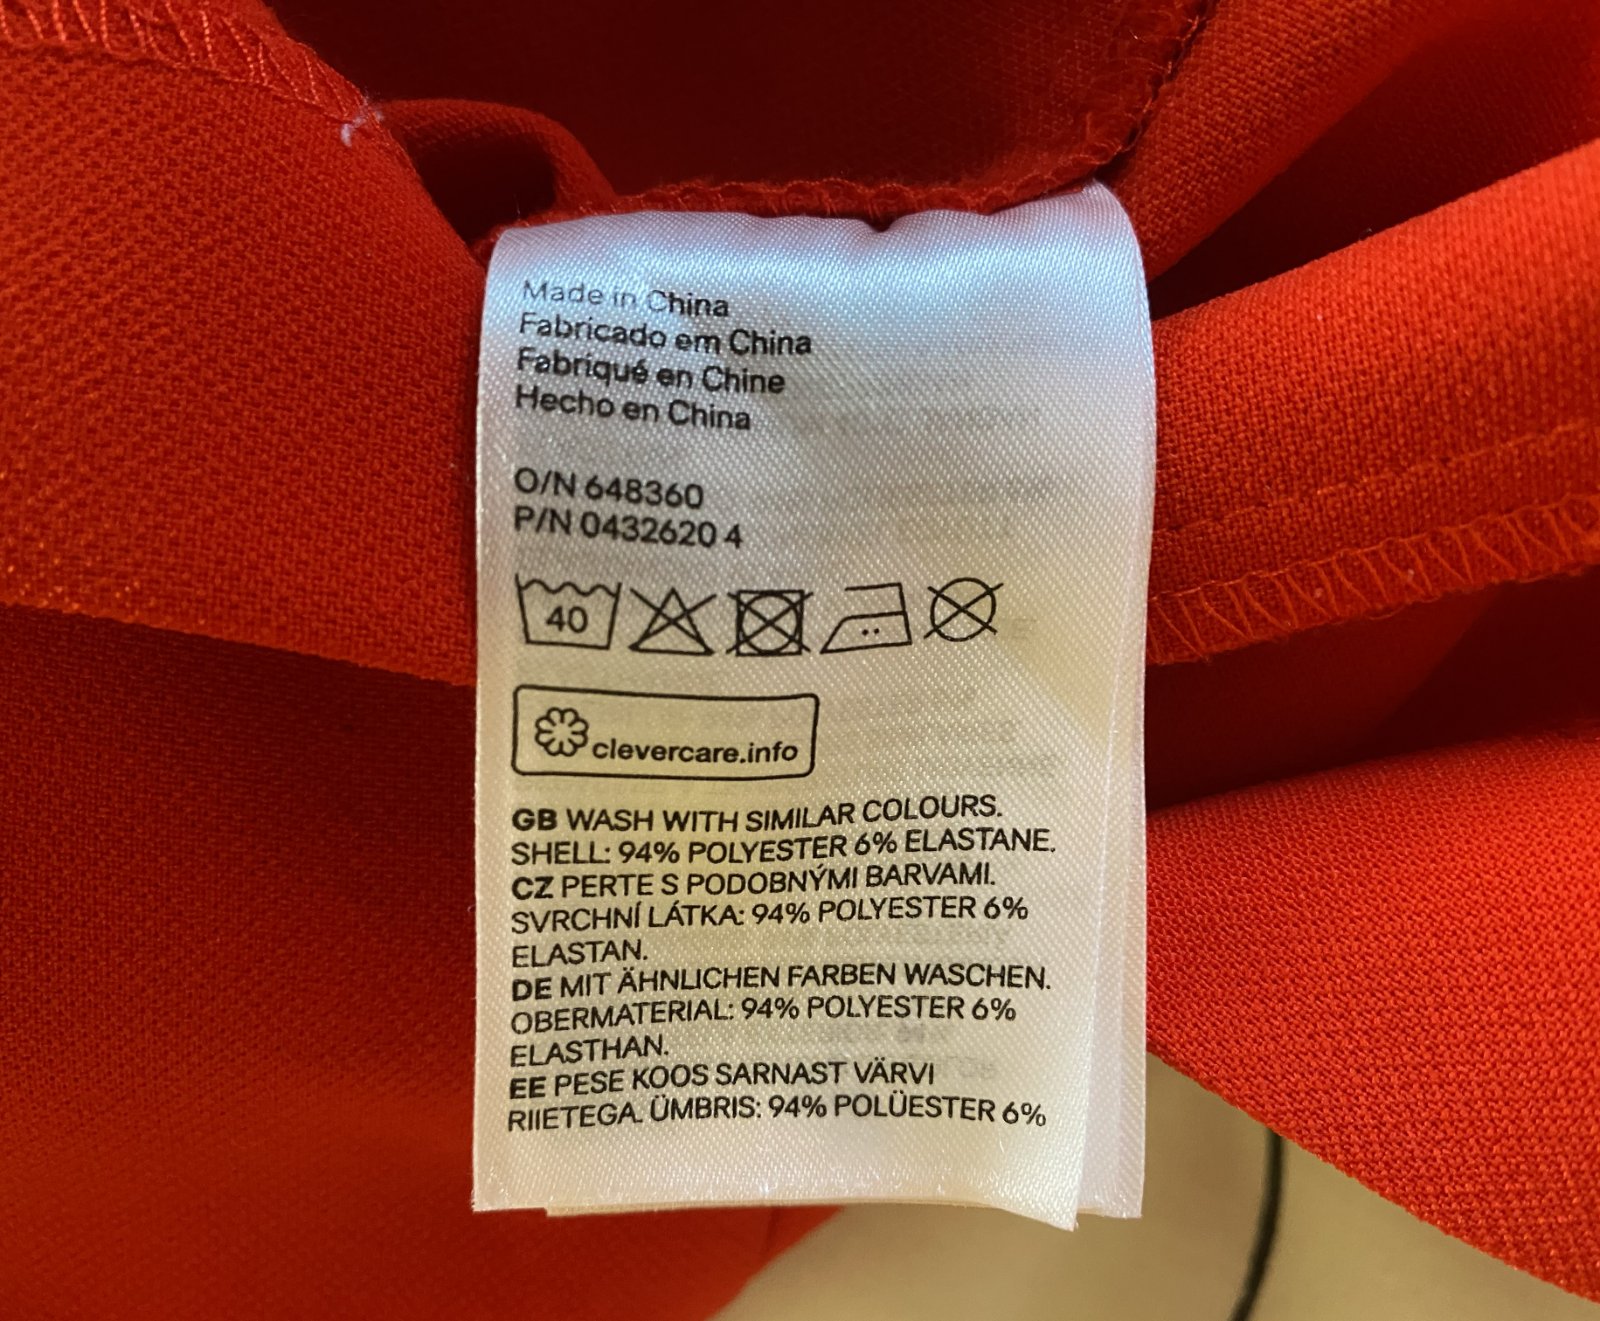 Made in China
Fabricado em China
Fabriqué en Chine
Hecho en China
O/N 648360
P/N 0432620 4
40
clevercare.info
GB WASH WITH SIMILAR COLOURS.
SHELL: 94% POLYESTER 6% ELASTANE.
CZ PERTE S PODOBNÝMI BARVAMI.
SVRCHNÍ LÁTKA: 94% POLYESTER 6%
ELASTAN.
DE MIT ÄHNLICHEN FARBEN WASCHEN.
OBERMATERIAL: 94% POLYESTER 6%
ELASTHAN.
EE PESE KOOS SARNAST VÄRVI
RIIETEGA. ÜMBRIS: 94% POLÜESTER 6%